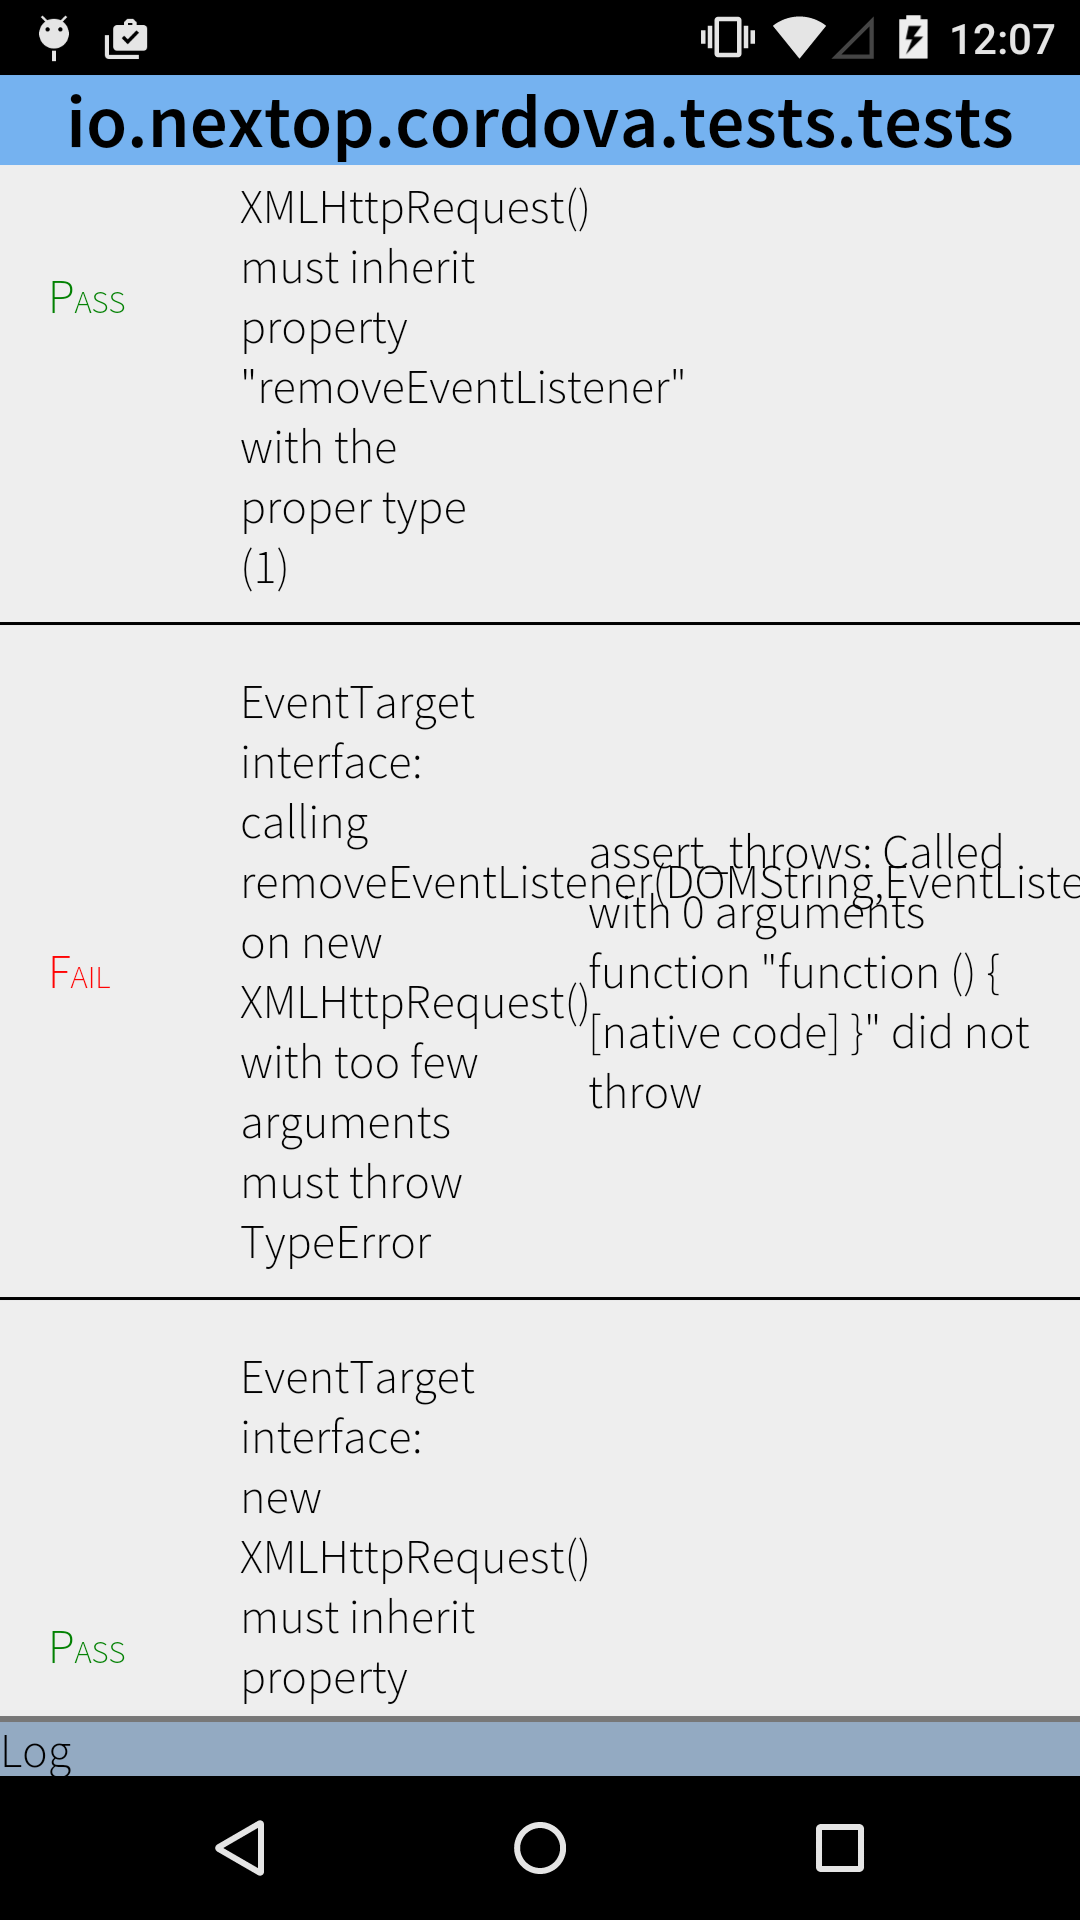 12:07
io.nextop.cordova.tests.tests
Pass
XMLHttpRequest()
must inherit
property
"removeEventListener"
with the
proper type
(1)
Fail
EventTarget
interface:
calling
removeEventListener(DOMString,EventListe
on new
XMLHttpRequest()
with too few
arguments
must throw
TypeError
assert_throws: Called
with 0 arguments
function "function () {
[native code] }" did not
throw
Pass
EventTarget
interface:
new
XMLHttpRequest()
must inherit
property
Log